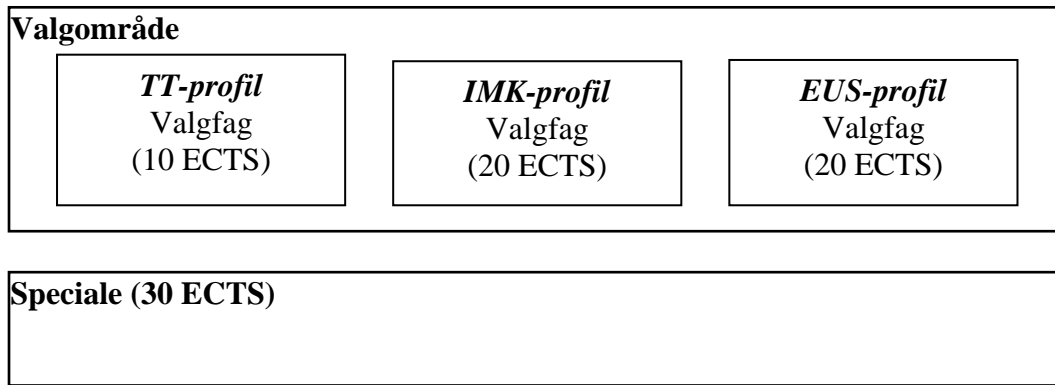 Valgområde
TT-profil
Valgfag
(10 ECTS)
IMK-profil
Valgfag
(20 ECTS)
EUS-profil
Valgfag
(20 ECTS)
Speciale (30 ECTS)